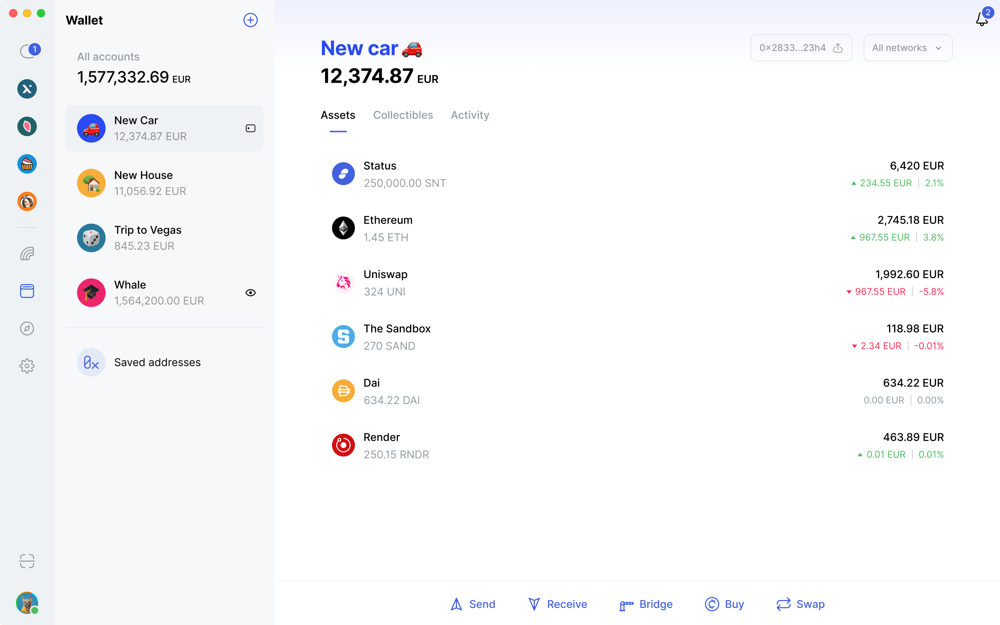 1
Wallet
All accounts
1,577,332.69 EUR
New Car
12,374.87 EUR
New House
11,056.92 EUR
Trip to Vegas
845.23 EUR
Whale
1,564,200.00 EUR
Saved addresses
2
New car
12,374.87 EUR
0×2833...23h4
All networks
Assets Collectibles Activity
Status
250,000.00 SNT
6,420 EUR
234.55 EUR 2.1%
Ethereum
1.45 ETH
2,745.18 EUR
967.55 EUR 3.8%
Uniswap
324 UNI
1,992.60 EUR
967.55 EUR -5.8%
The Sandbox
270 SAND
118.98 EUR
2.34 EUR -0.01%
Dai
634.22 DAI
634.22 EUR
0.00 EUR 0.00%
Render
250.15 RNDR
463.89 EUR
0.01 EUR 0.01%
Send Receive Bridge Buy Swap